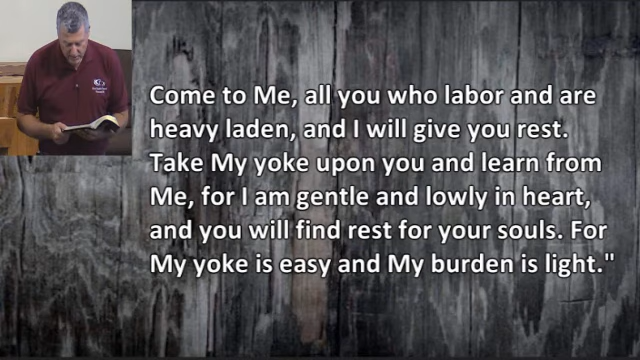 Come to Me, all you who labor and are
heavy laden, and I will give you rest.
Take My yoke upon you and learn from
Me, for I am gentle and lowly in heart,
and you will find rest for your souls. For
My yoke is easy and My burden is light."